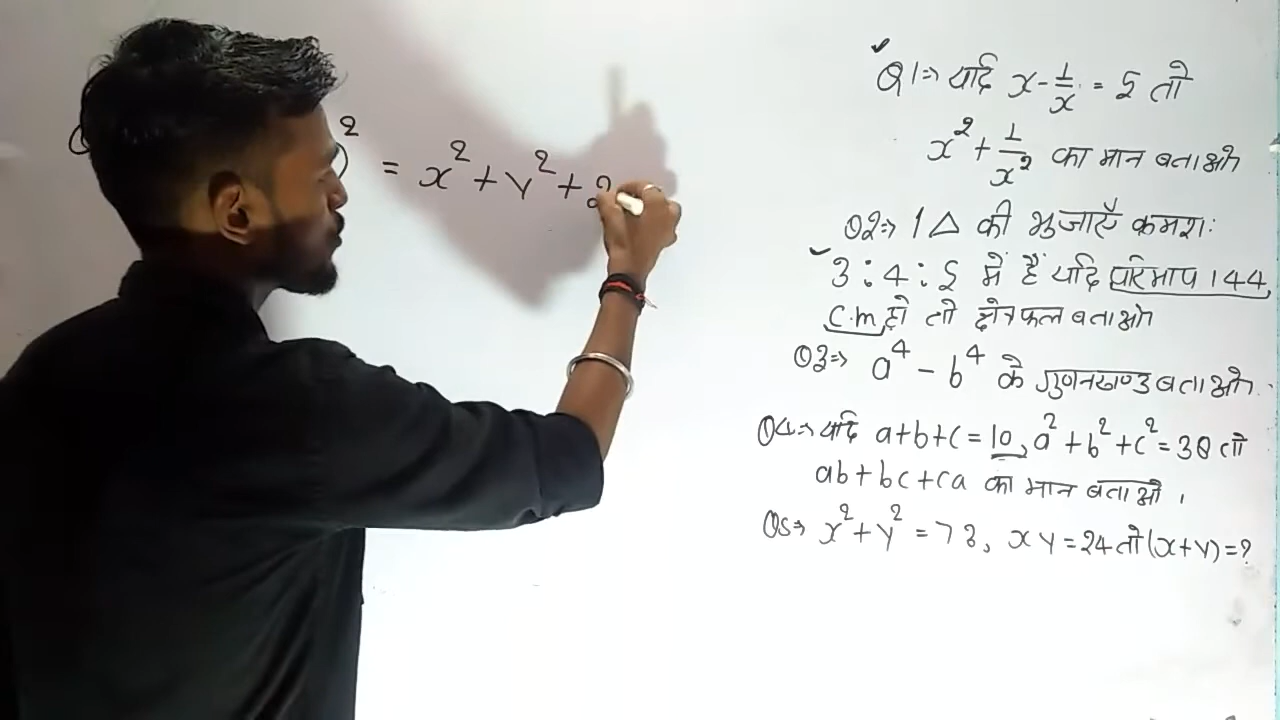 )² = x² + y² + 2
Q1⇒ यदि x - 1/x = 5 तो
x² + 1/x² का मान बताओ
Q2⇒ 1 △ की भुजाएँ क्रमशः
3 : 4 : 5 में हैं यदि परिमाप 144
c.m हो तो क्षेत्रफल बताओ
Q3⇒ a⁴ - b⁴ के गुणनखण्ड बताओ।
Q4⇒ यदि a+b+c = 10, a² + b² + c² = 38 तो
ab + bc + ca का मान बताओ।
Q5⇒ x² + y² = 73, xy = 24 तो (x+y) = ?